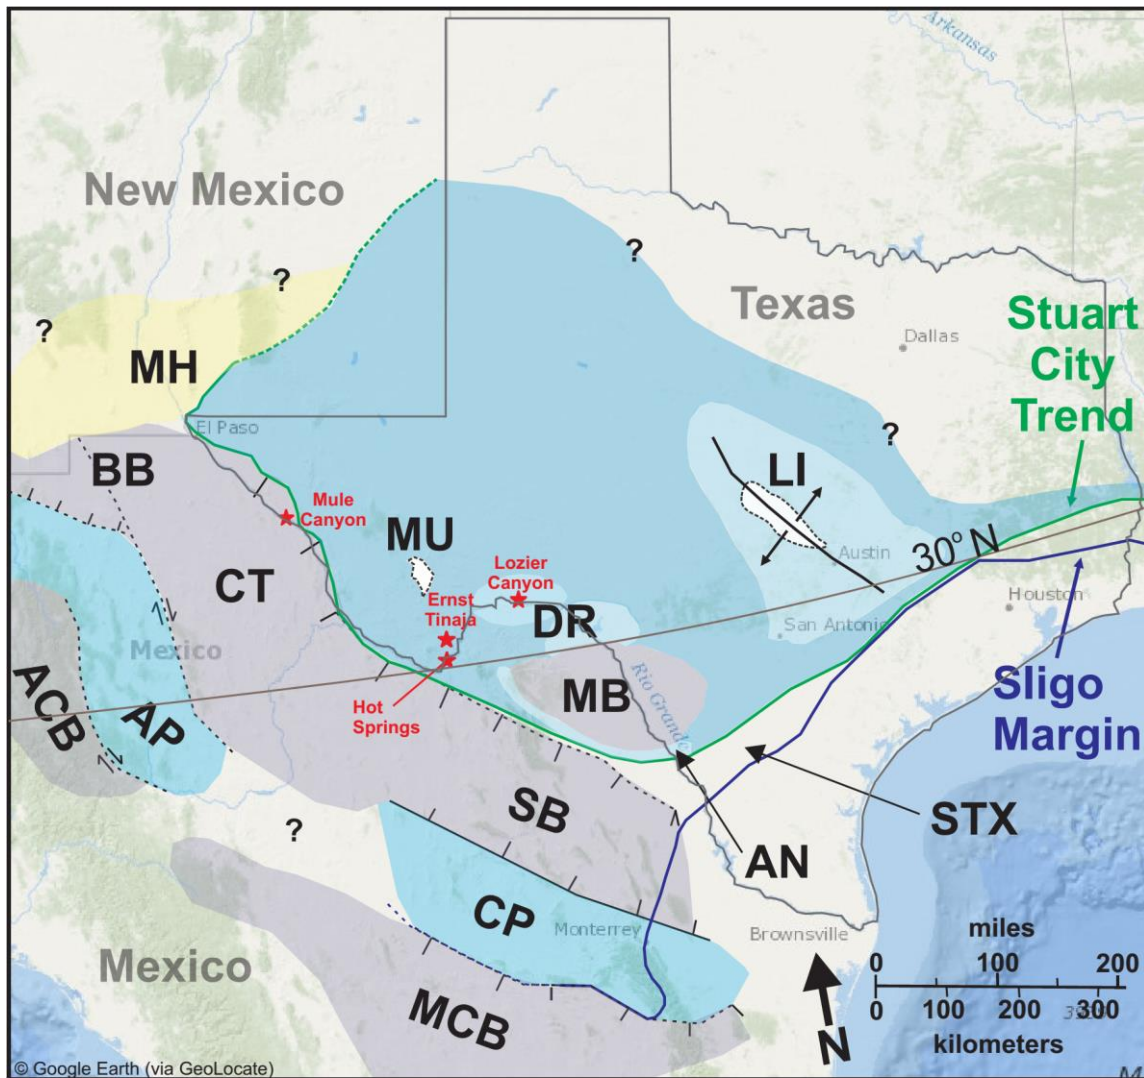 Arkansas
New Mexico
?
?
?
Texas
Dallas
Stuart
City
Trend
MH
El Paso
BB
?
LI
Mule
Canyon
MU
Austin
30° N
Houston
CT
Lozier
Canyon
Ernst
Tinaja
DR
San Antonio
Mexico
ACB
AP
Hot
Springs
MB
Rio Grande
Sligo
Margin
SB
STX
?
AN
CP
Monterrey
Brownsville
Mexico
MCB
miles
0 100 200
0 100 200 300
kilometers
N
© Google Earth (via GeoLocate)